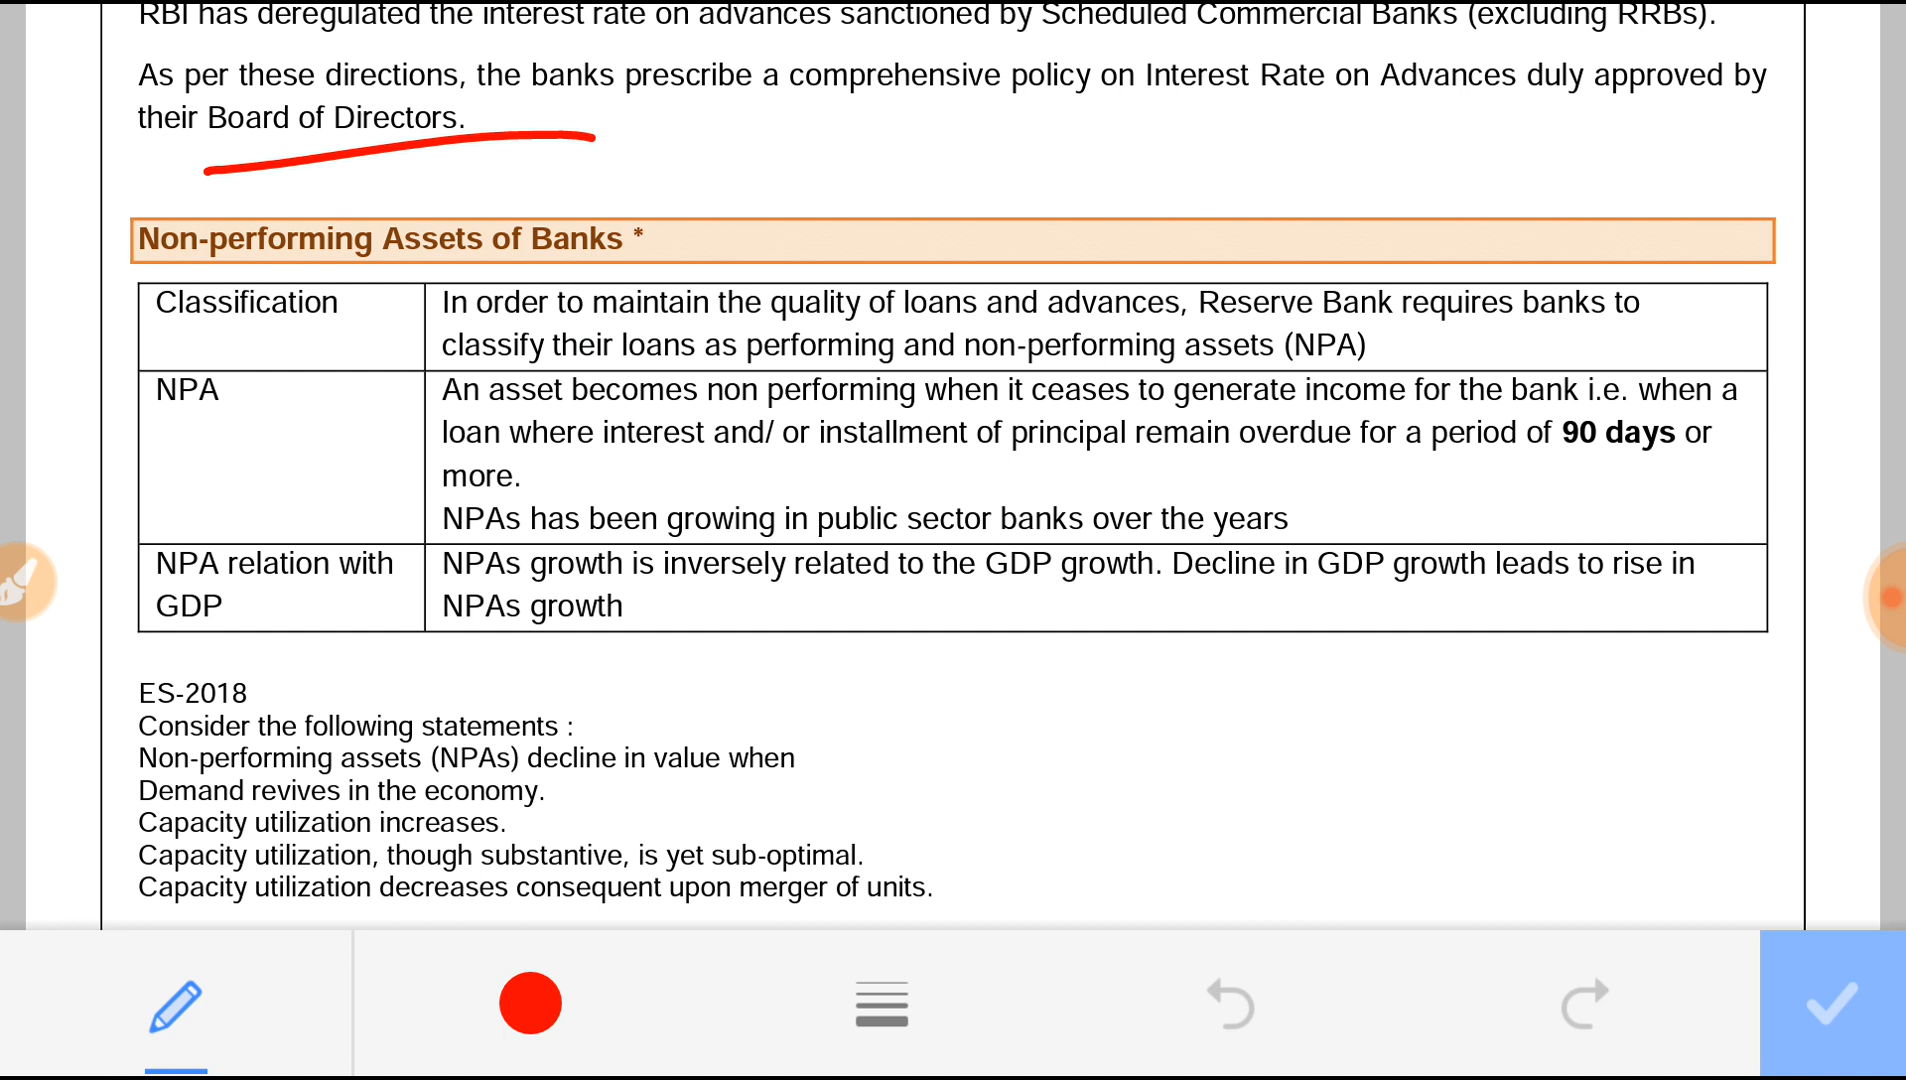 RBI has deregulated the interest rate on advances sanctioned by Scheduled Commercial Banks (excluding RRBs).
As per these directions, the banks prescribe a comprehensive policy on Interest Rate on Advances duly approved by
their Board of Directors.
Non-performing Assets of Banks *
Classification
In order to maintain the quality of loans and advances, Reserve Bank requires banks to
classify their loans as performing and non-performing assets (NPA)
NPA
An asset becomes non performing when it ceases to generate income for the bank i.e. when a
loan where interest and/ or installment of principal remain overdue for a period of 90 days or
more.
NPAs has been growing in public sector banks over the years
NPA relation with
GDP
NPAs growth is inversely related to the GDP growth. Decline in GDP growth leads to rise in
NPAs growth
ES-2018
Consider the following statements :
Non-performing assets (NPAs) decline in value when
Demand revives in the economy.
Capacity utilization increases.
Capacity utilization, though substantive, is yet sub-optimal.
Capacity utilization decreases consequent upon merger of units.